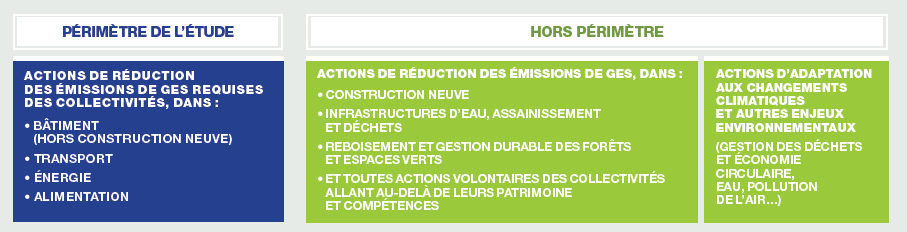 PÉRIMÈTRE DE L'ÉTUDE
ACTIONS DE RÉDUCTION
DES ÉMISSIONS DE GES REQUISES
DES COLLECTIVITÉS, DANS :
• BÂTIMENT
(HORS CONSTRUCTION NEUVE)
• TRANSPORT
• ÉNERGIE
• ALIMENTATION
HORS PÉRIMÈTRE
ACTIONS DE RÉDUCTION DES ÉMISSIONS DE GES, DANS :
• CONSTRUCTION NEUVE
• INFRASTRUCTURES D'EAU, ASSAINISSEMENT
ET DÉCHETS
• REBOISEMENT ET GESTION DURABLE DES FORÊTS
ET ESPACES VERTS
• ET TOUTES ACTIONS VOLONTAIRES DES COLLECTIVITÉS
ALLANT AU-DELÀ DE LEURS PATRIMOINE
ET COMPÉTENCES
ACTIONS D'ADAPTATION
AUX CHANGEMENTS
CLIMATIQUES
ET AUTRES ENJEUX
ENVIRONNEMENTAUX
(GESTION DES DÉCHETS
ET ÉCONOMIE
CIRCULAIRE,
EAU, POLLUTION
DE L'AIR...)